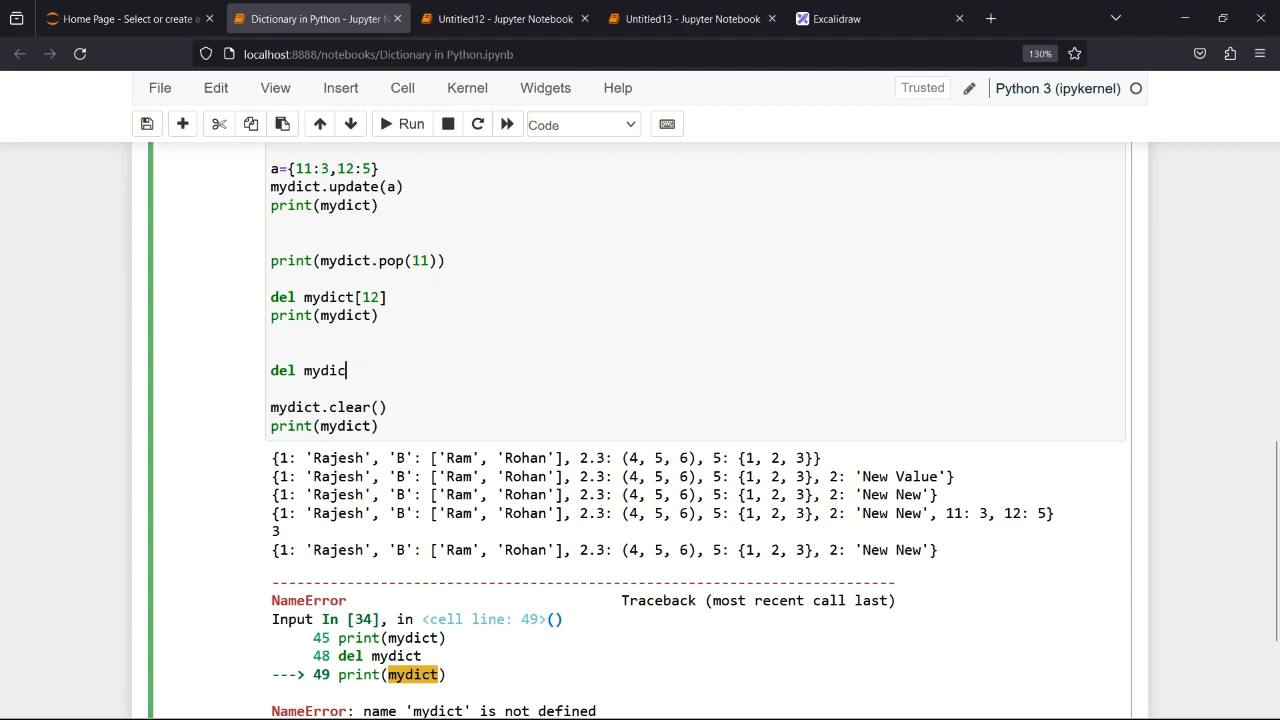 Home Page - Select or create a
Dictionary in Python - Jupyter N
Untitled12 - Jupyter Notebook
Untitled13 - Jupyter Notebook
Excalidraw
localhost:8888/notebooks/Dictionary in Python.ipynb
130%
File Edit View Insert Cell Kernel Widgets Help
Trusted
Python 3 (ipykernel)
Run
Code
a={11:3,12:5}
mydict.update(a)
print(mydict)
print(mydict.pop(11))
del mydict[12]
print(mydict)
del mydic
mydict.clear()
print(mydict)
{1: 'Rajesh', 'B': ['Ram', 'Rohan'], 2.3: (4, 5, 6), 5: {1, 2, 3}}
{1: 'Rajesh', 'B': ['Ram', 'Rohan'], 2.3: (4, 5, 6), 5: {1, 2, 3}, 2: 'New Value'}
{1: 'Rajesh', 'B': ['Ram', 'Rohan'], 2.3: (4, 5, 6), 5: {1, 2, 3}, 2: 'New New'}
{1: 'Rajesh', 'B': ['Ram', 'Rohan'], 2.3: (4, 5, 6), 5: {1, 2, 3}, 2: 'New New', 11: 3, 12: 5}
3
{1: 'Rajesh', 'B': ['Ram', 'Rohan'], 2.3: (4, 5, 6), 5: {1, 2, 3}, 2: 'New New'}
---------------------------------------------------------------------------
NameError Traceback (most recent call last)
Input In [34], in <cell line: 49>()
45 print(mydict)
48 del mydict
---> 49 print(mydict)
NameError: name 'mydict' is not defined